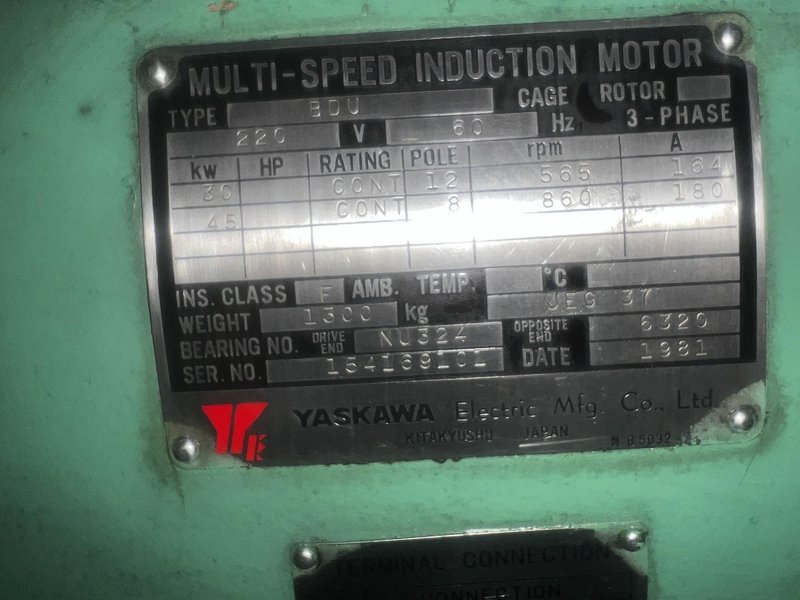 MULTI-SPEED INDUCTION MOTOR
TYPE BDU CAGE ROTOR
220 V 60 Hz 3-PHASE
kw HP RATING POLE rpm A
30 CONT 12 565 164
45 CONT 8 860 180
INS. CLASS F AMB. TEMP °C
WEIGHT 1300 kg JEC 37
BEARING NO. DRIVE END NU324 OPPOSITE END 6320
SER. NO. 154169101 DATE 1981
YASKAWA Electric Mfg. Co., Ltd.
KITAKYUSHU JAPAN
TERMINAL CONNECTION
CONNECTION